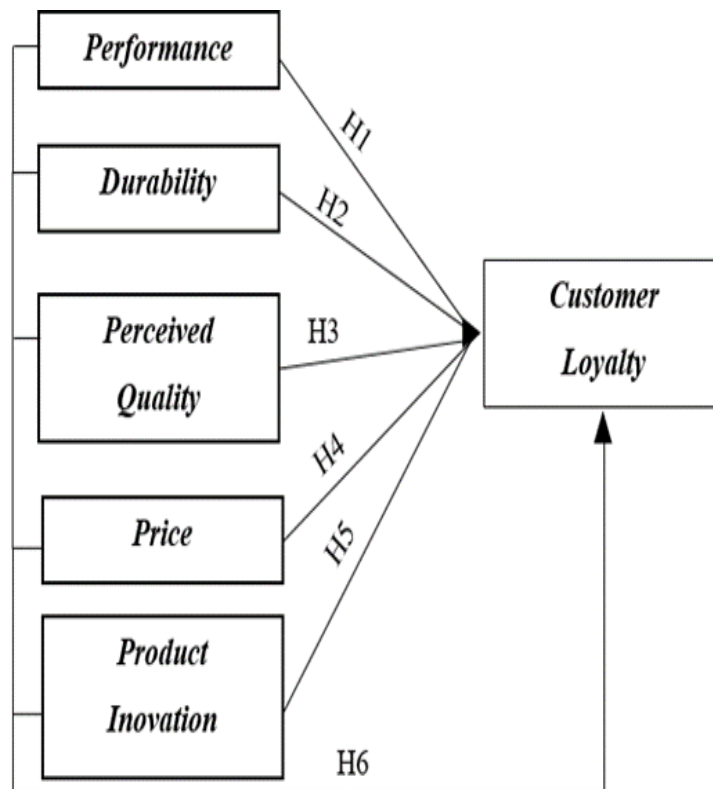 Performance
H1
Durability
H2
Customer
Loyalty
Perceived
Quality
H3
Price
H4
Product
Inovation
H5
H6